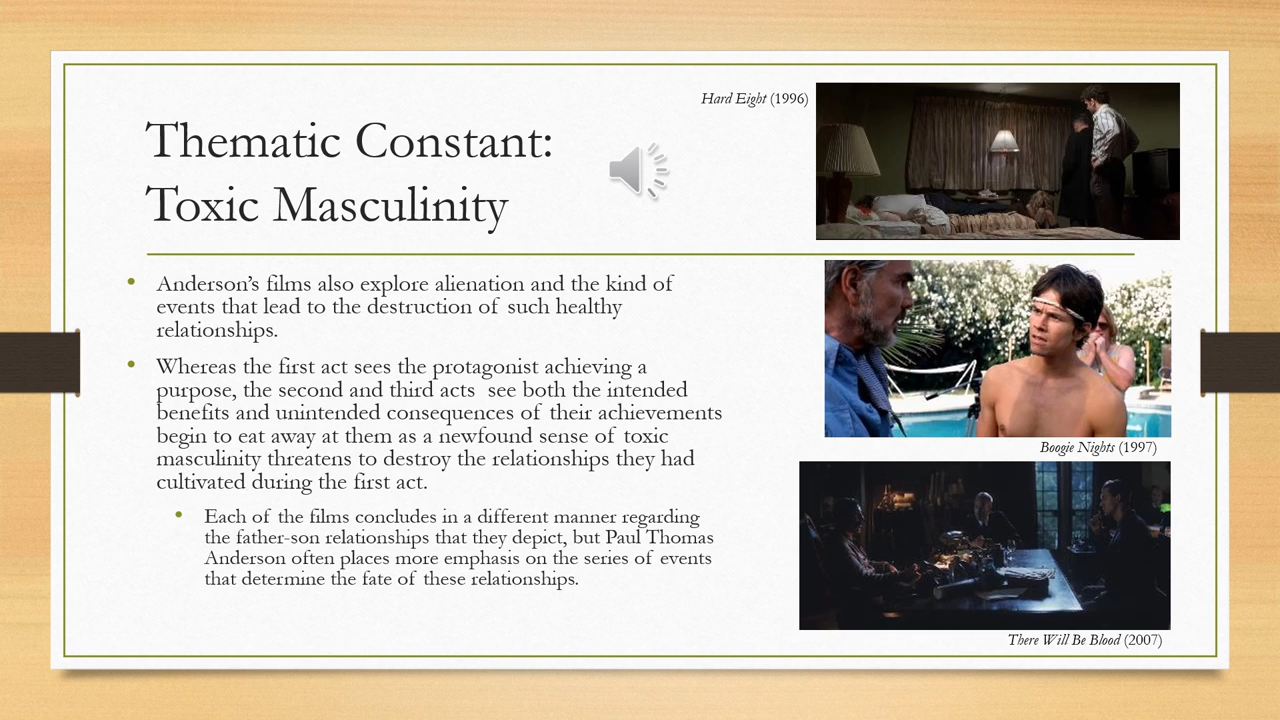 Hard Eight (1996)
Thematic Constant:
Toxic Masculinity
Anderson’s films also explore alienation and the kind of
events that lead to the destruction of such healthy
relationships.
Whereas the first act sees the protagonist achieving a
purpose, the second and third acts  see both the intended
benefits and unintended consequences of their achievements
begin to eat away at them as a newfound sense of toxic
masculinity threatens to destroy the relationships they had
cultivated during the first act.
Each of the films concludes in a different manner regarding
the father-son relationships that they depict, but Paul Thomas
Anderson often places more emphasis on the series of events
that determine the fate of these relationships.
Boogie Nights (1997)
There Will Be Blood (2007)